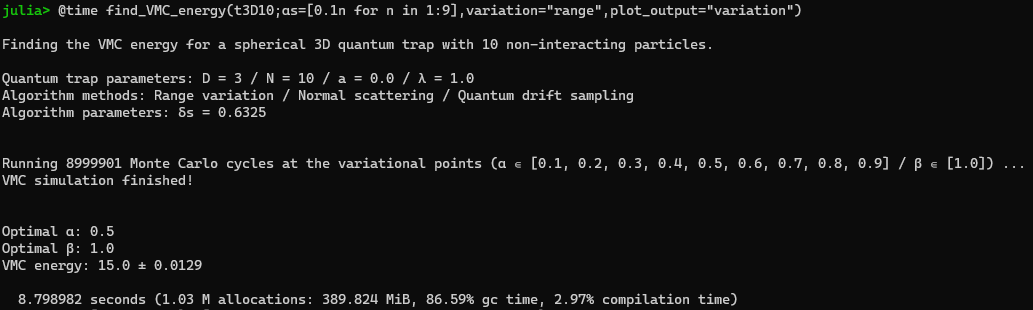 julia> @time find_VMC_energy(t3D10;αs=[0.1n for n in 1:9],variation="range",plot_output="variation")
Finding the VMC energy for a spherical 3D quantum trap with 10 non-interacting particles.
Quantum trap parameters: D = 3 / N = 10 / a = 0.0 / λ = 1.0
Algorithm methods: Range variation / Normal scattering / Quantum drift sampling
Algorithm parameters: δs = 0.6325
Running 8999901 Monte Carlo cycles at the variational points (α ∈ [0.1, 0.2, 0.3, 0.4, 0.5, 0.6, 0.7, 0.8, 0.9] / β ∈ [1.0]) ...
VMC simulation finished!
Optimal α: 0.5
Optimal β: 1.0
VMC energy: 15.0 ± 0.0129
8.798982 seconds (1.03 M allocations: 389.824 MiB, 86.59% gc time, 2.97% compilation time)